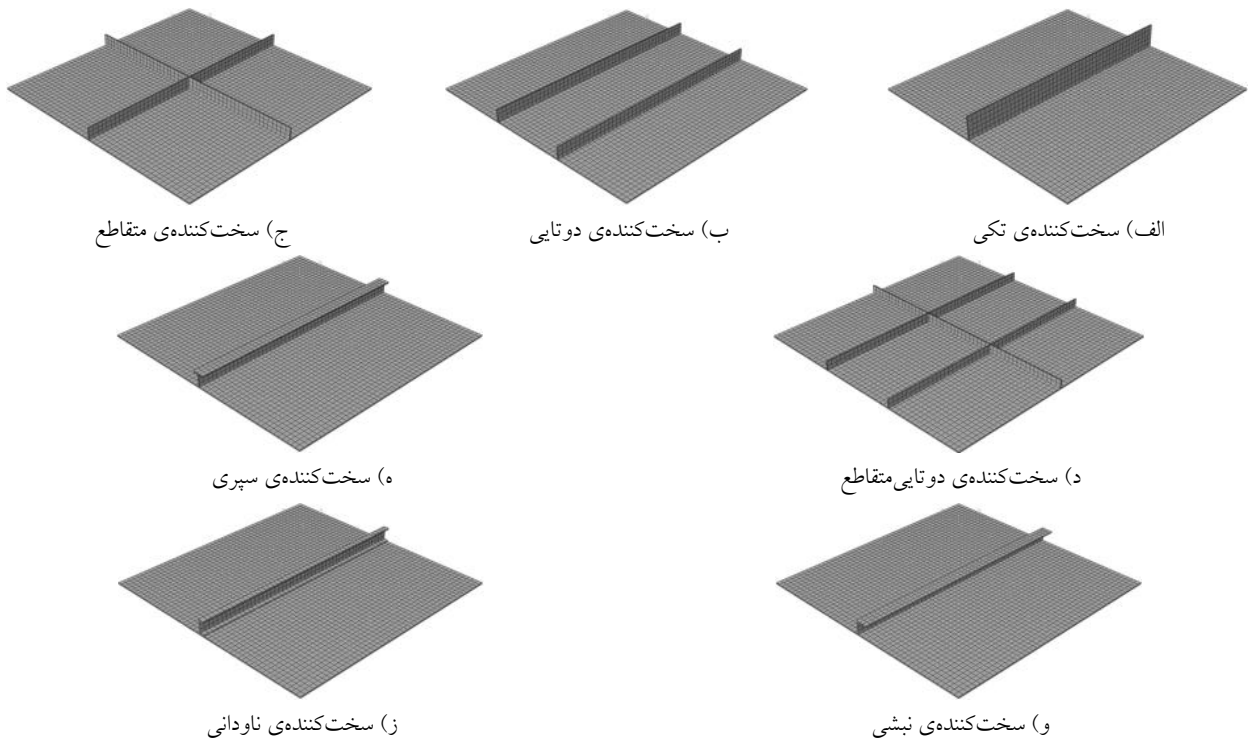 الف) سخت‌کننده‌ی تکی
ب) سخت‌کننده‌ی دوتایی
ج) سخت‌کننده‌ی متقاطع
د) سخت‌کننده‌ی دوتایی‌متقاطع
ه) سخت‌کننده‌ی سپری
و) سخت‌کننده‌ی نبشی
ز) سخت‌کننده‌ی ناودانی